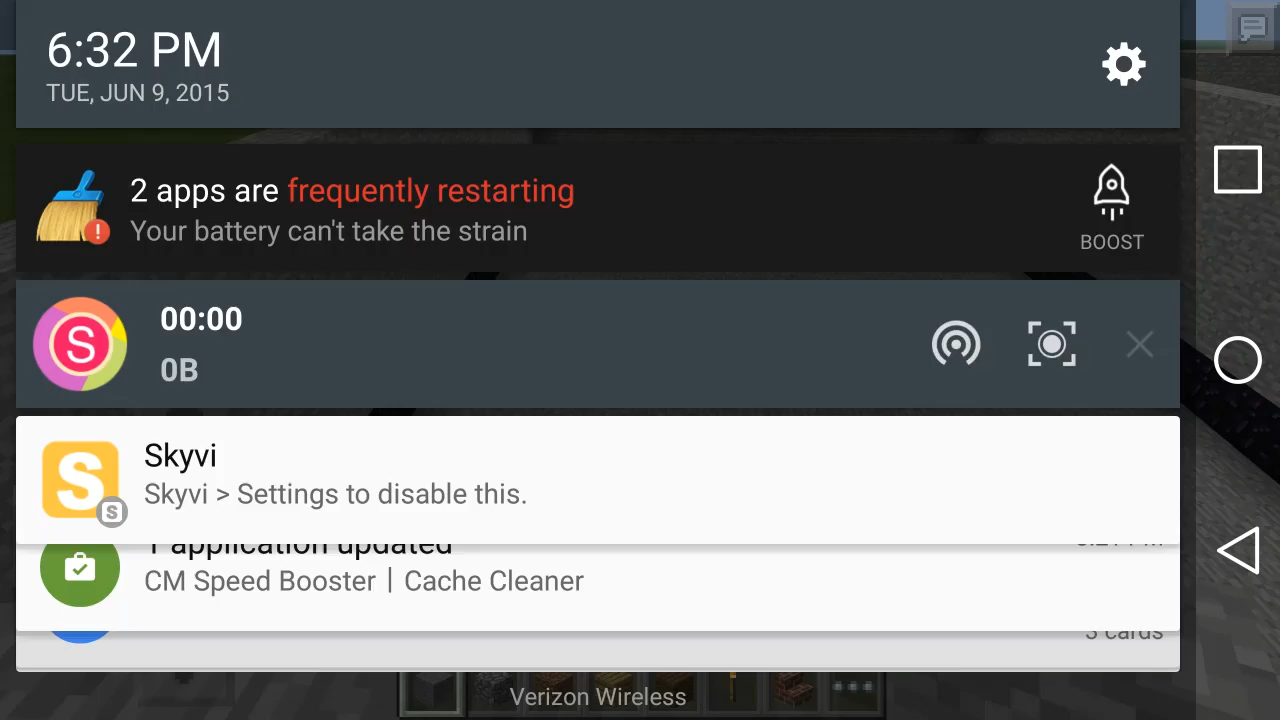 6:32 PM
TUE, JUN 9, 2015
2 apps are frequently restarting
Your battery can't take the strain
BOOST
S
00:00
0B
S
S
Skyvi
Skyvi > Settings to disable this.
1 application updated
CM Speed Booster | Cache Cleaner
3 cards
Verizon Wireless